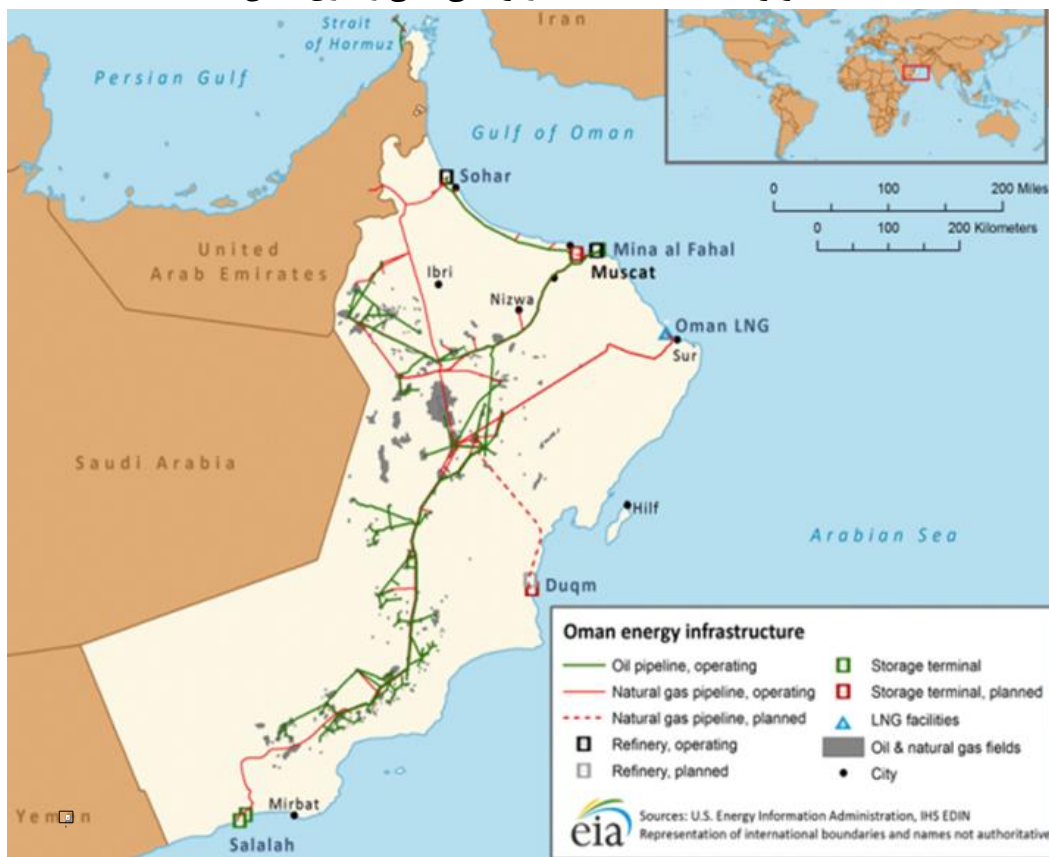 Strait
of Hormuz
Iran
Persian Gulf
Gulf of Oman
Sohar
0 100 200 Miles
0 100 200 Kilometers
United
Arab Emirates
Mina al Fahal
Muscat
Ibri
Nizwa
Oman LNG
Sur
Saudi Arabia
Hilf
Arabian Sea
Duqm
Oman energy infrastructure
Oil pipeline, operating
Natural gas pipeline, operating
Natural gas pipeline, planned
Refinery, operating
Refinery, planned
Storage terminal
Storage terminal, planned
LNG facilities
Oil & natural gas fields
City
Yemen
Mirbat
Salalah
eia
Sources: U.S. Energy Information Administration, IHS EDIN
Representation of international boundaries and names not authoritative